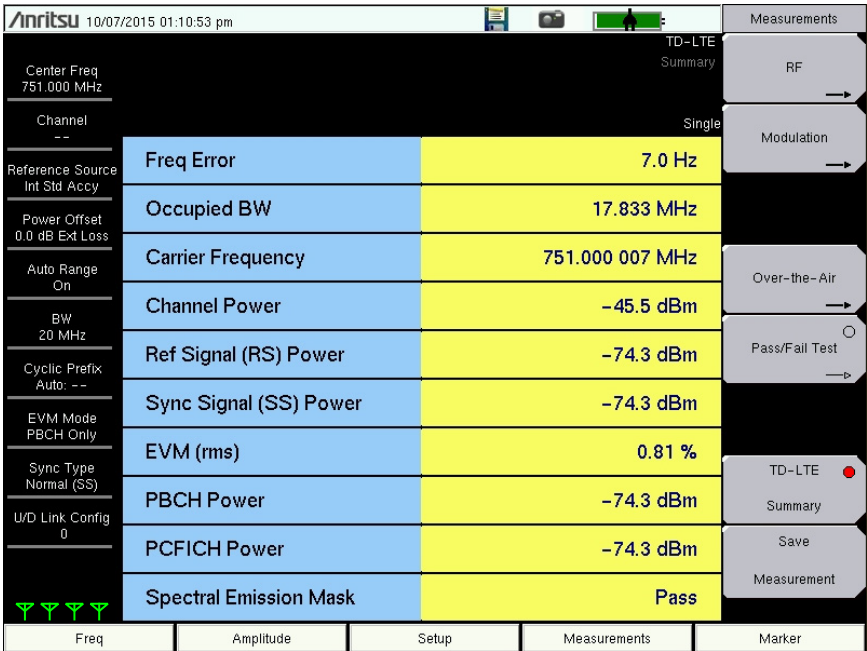 /Inritsu 10/07/2015 01:10:53 pm
Measurements
TD-LTE
Summary
Single
Center Freq
751.000 MHz
Channel
--
Reference Source
Int Std Accy
Power Offset
0.0 dB Ext Loss
Auto Range
On
BW
20 MHz
Cyclic Prefix
Auto: --
EVM Mode
PBCH Only
Sync Type
Normal (SS)
U/D Link Config
0
Freq Error 7.0 Hz
Occupied BW 17.833 MHz
Carrier Frequency 751.000 007 MHz
Channel Power -45.5 dBm
Ref Signal (RS) Power -74.3 dBm
Sync Signal (SS) Power -74.3 dBm
EVM (rms) 0.81 %
PBCH Power -74.3 dBm
PCFICH Power -74.3 dBm
Spectral Emission Mask Pass
RF
Modulation
Over-the-Air
Pass/Fail Test
TD-LTE
Summary
Save
Measurement
Freq Amplitude Setup Measurements Marker